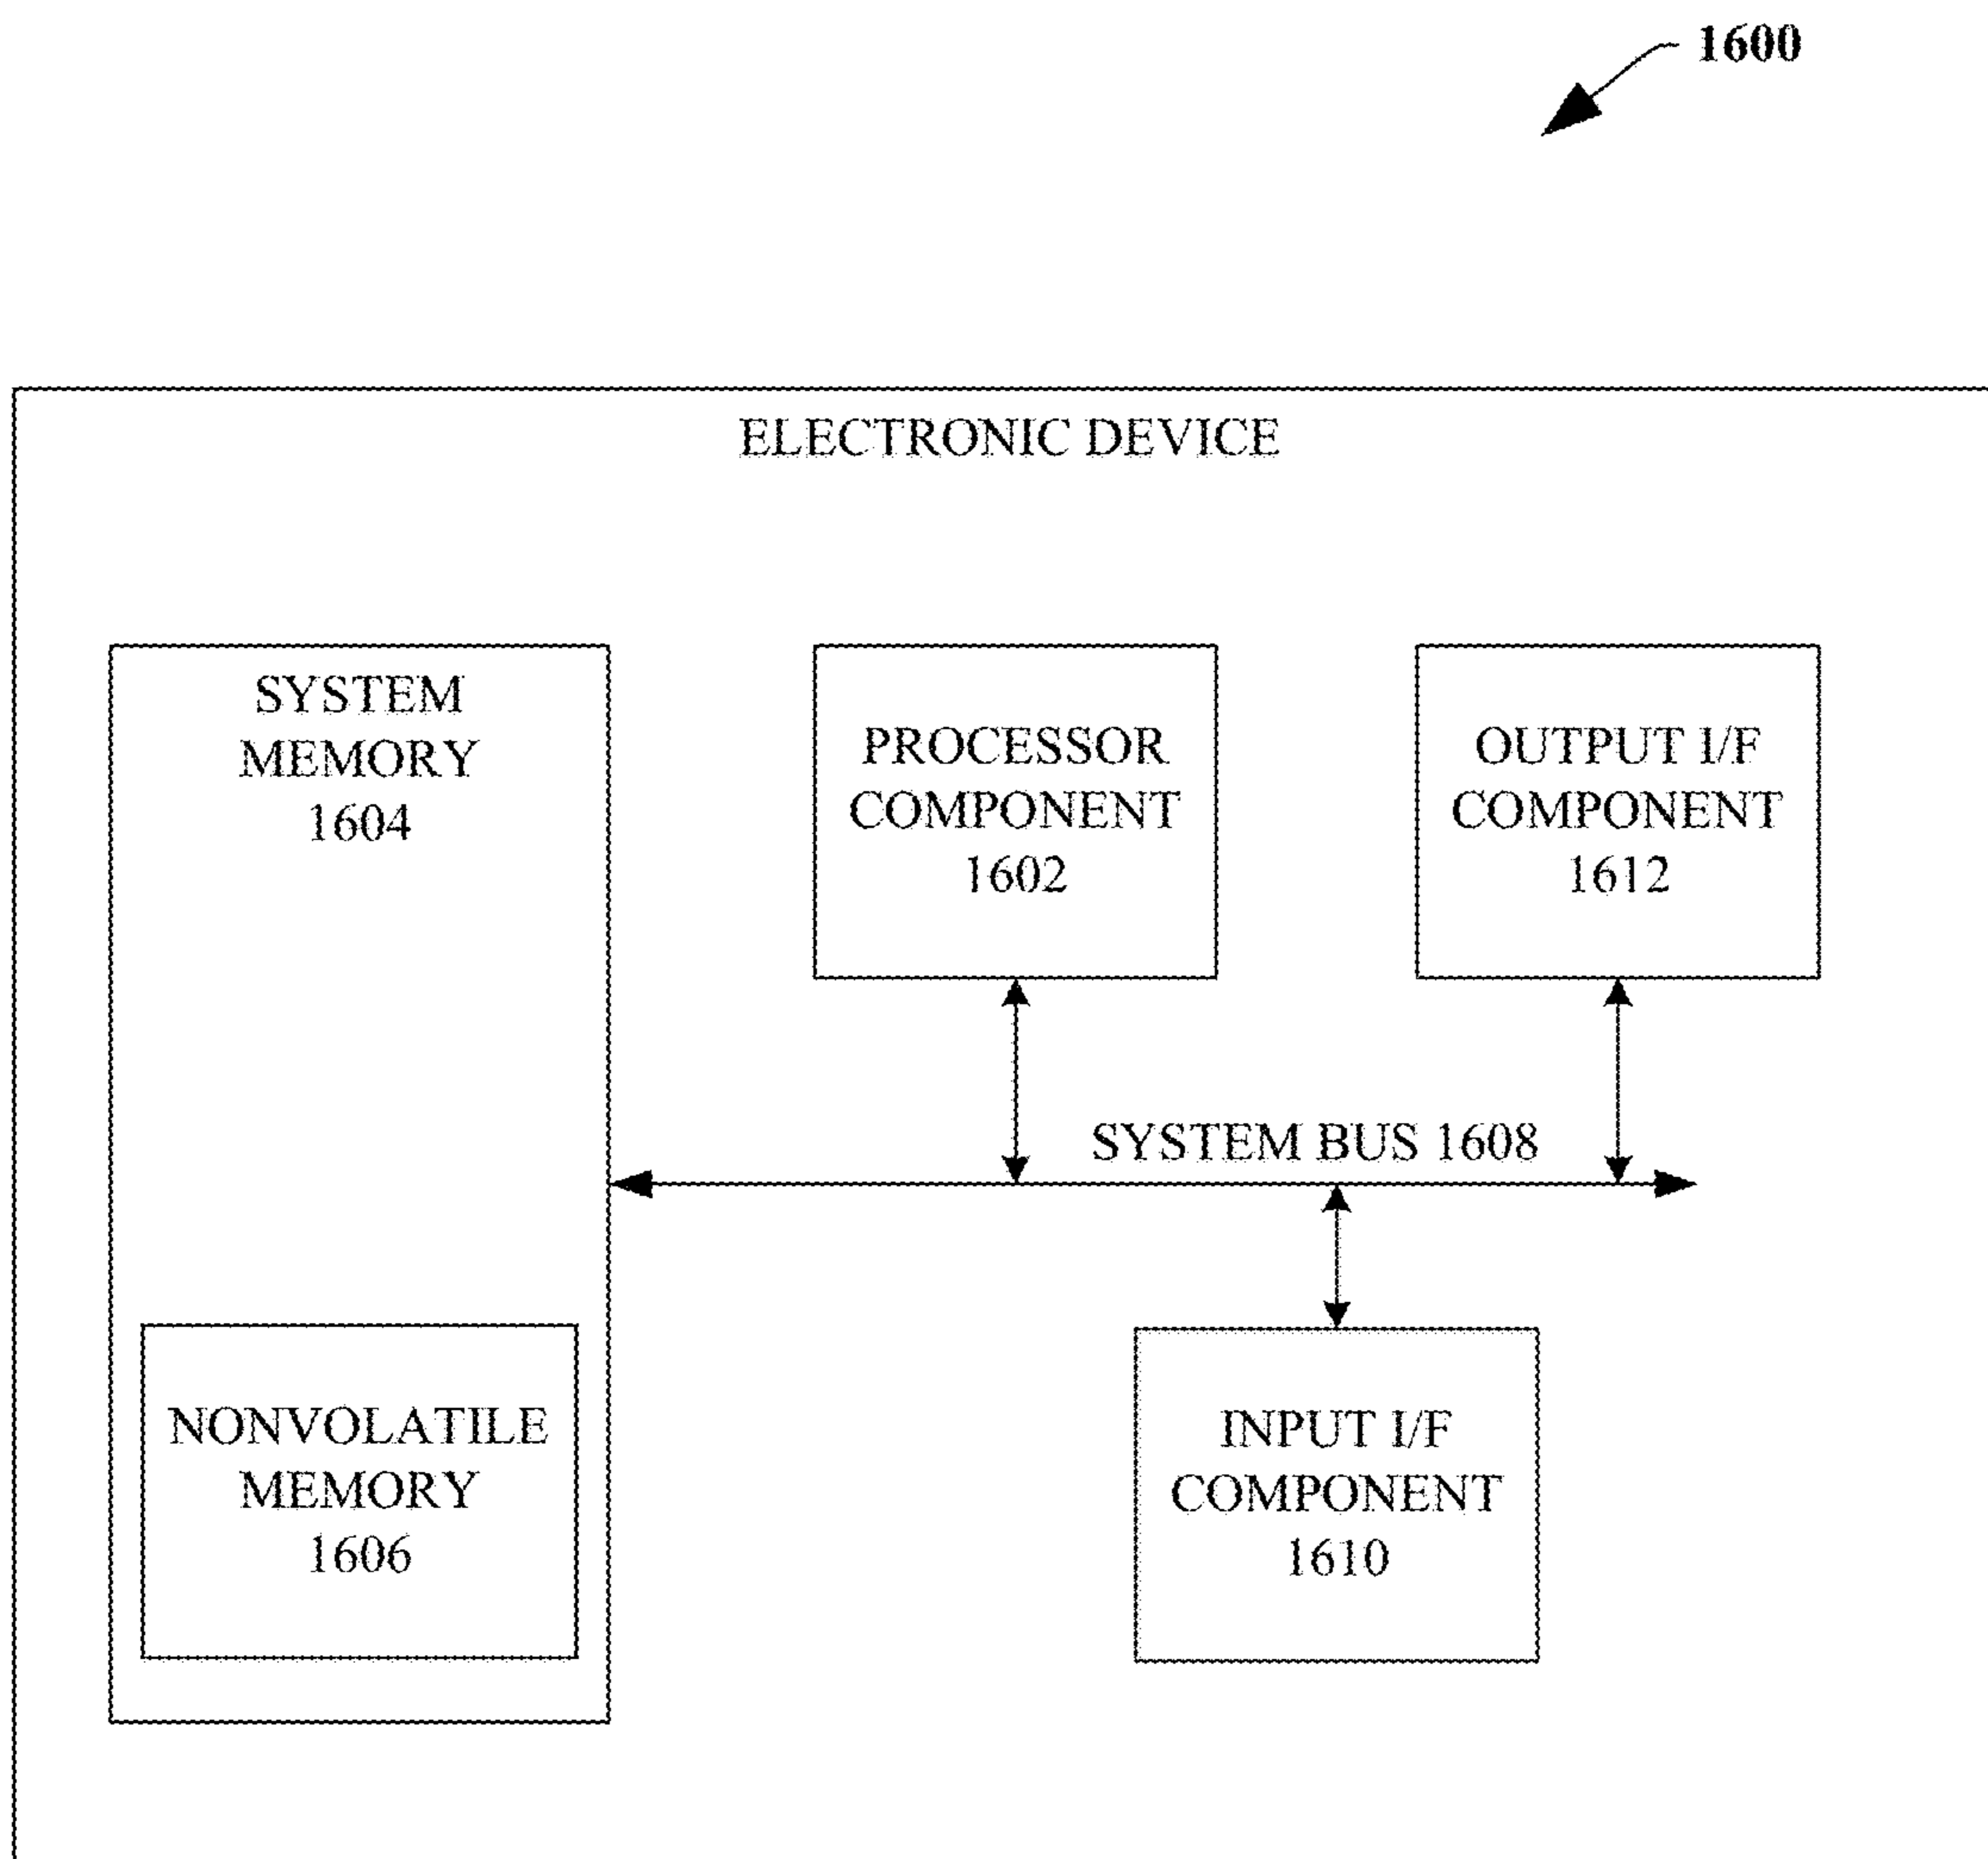 1600
ELECTRONIC DEVICE
SYSTEM
MEMORY
1604
PROCESSOR
COMPONENT
1602
OUTPUT I/F
COMPONENT
1612
SYSTEM BUS 1608
NONVOLATILE
MEMORY
1606
INPUT I/F
COMPONENT
1610